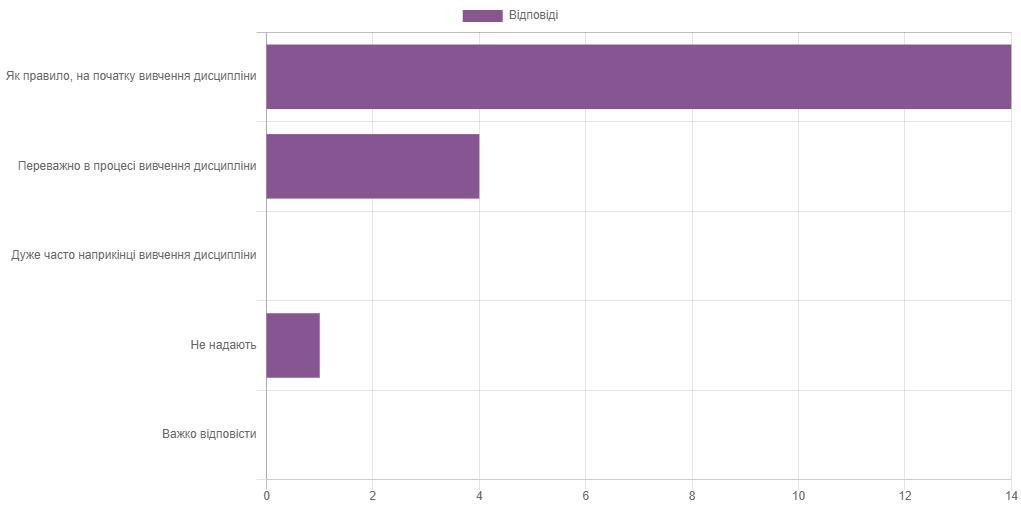 Відповіді
Як правило, на початку вивчення дисципліни
Переважно в процесі вивчення дисципліни
Дуже часто наприкінці вивчення дисципліни
Не надають
Важко відповісти
0 2 4 6 8 10 12 14